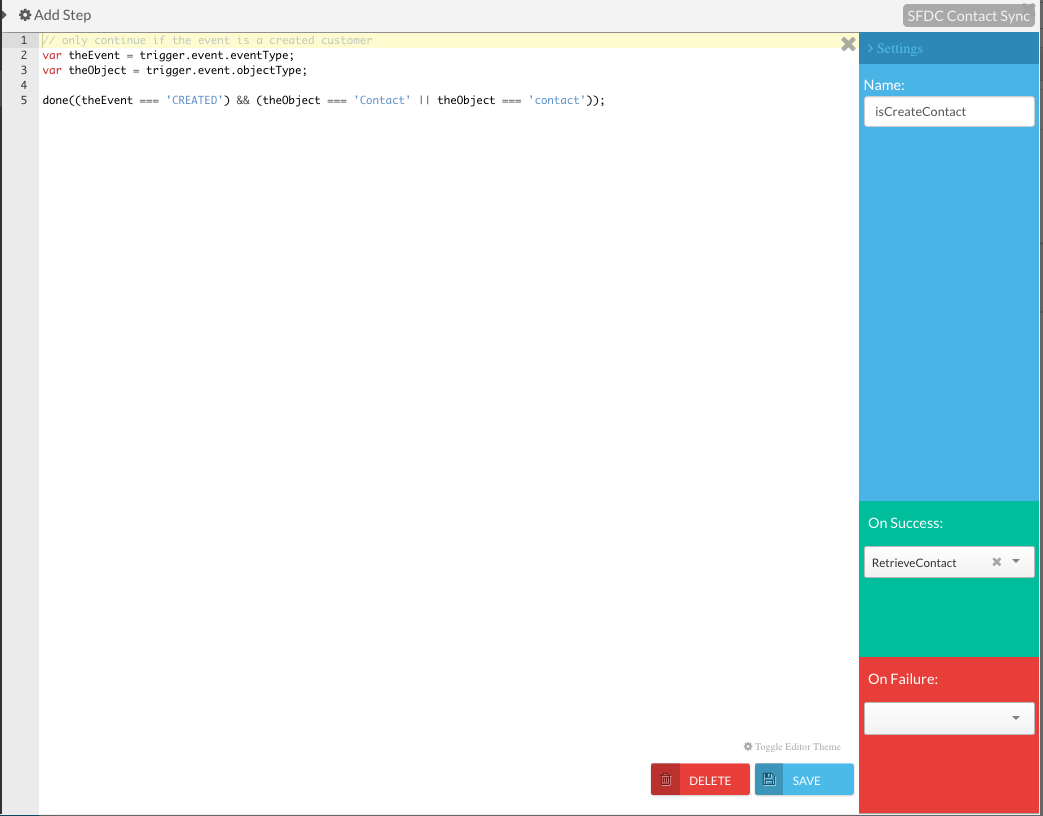 Add Step
SFDC Contact Sync
1 // only continue if the event is a created customer
2 var theEvent = trigger.event.eventType;
3 var theObject = trigger.event.objectType;
4
5 done((theEvent === 'CREATED') && (theObject === 'Contact' || theObject === 'contact'));
> Settings
Name:
isCreateContact
On Success:
RetrieveContact
On Failure:
Toggle Editor Theme
DELETE
SAVE